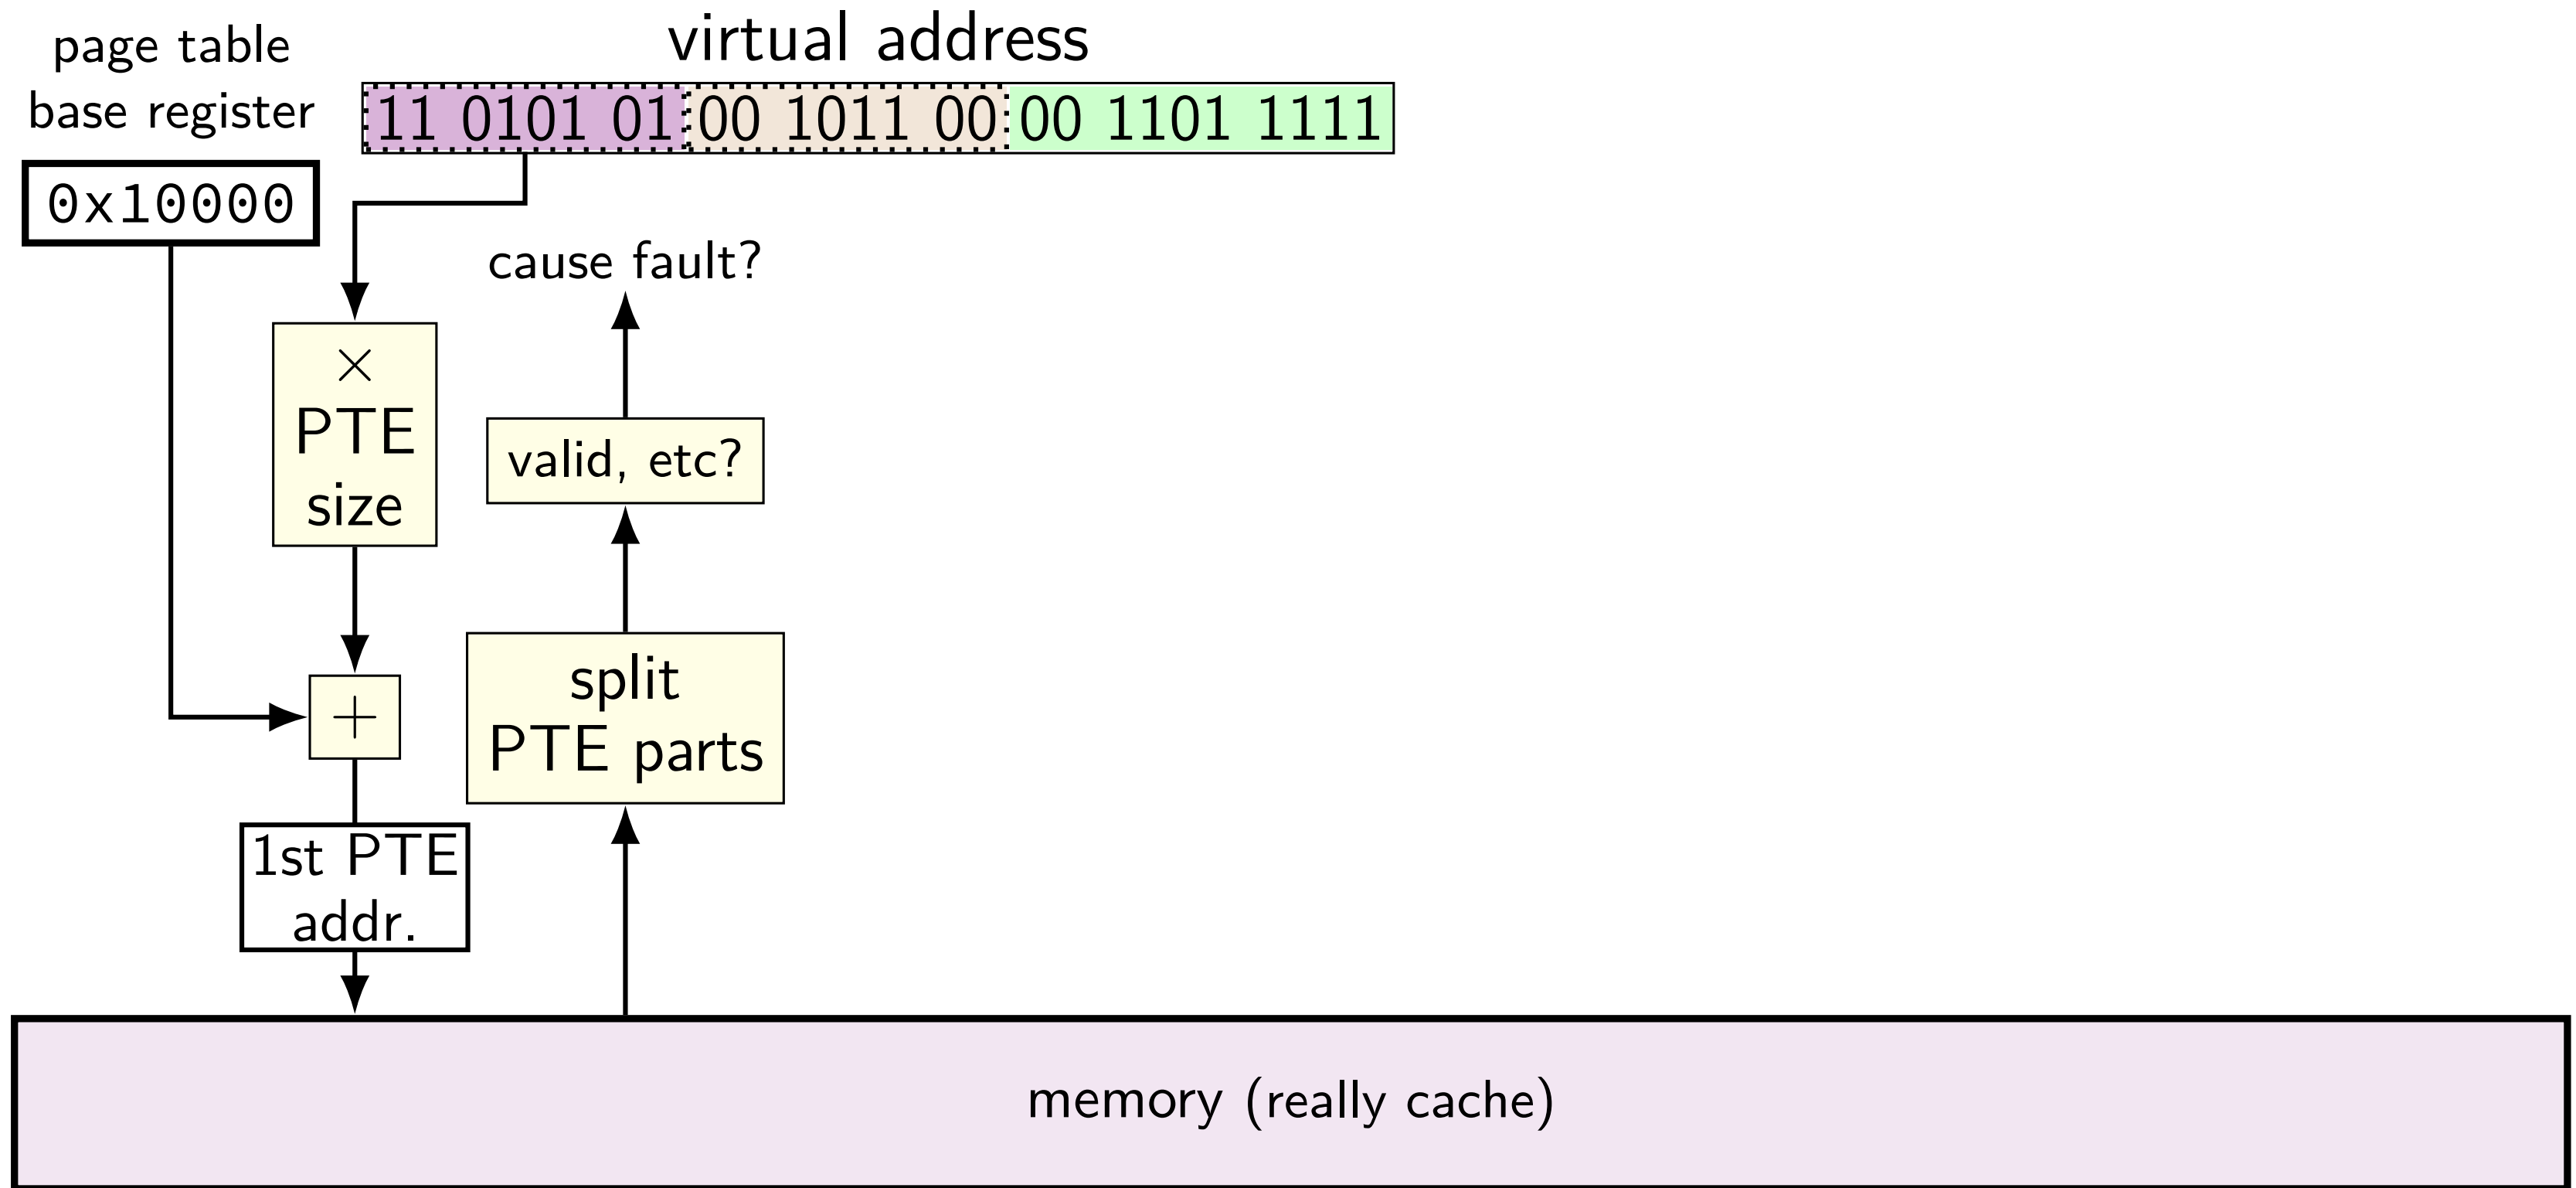 page table
base register
0x10000
virtual address
11 0101 01 00 1011 00 00 1101 1111
cause fault?
×
PTE
size
valid, etc?
+
split
PTE parts
1st PTE
addr.
memory (really cache)